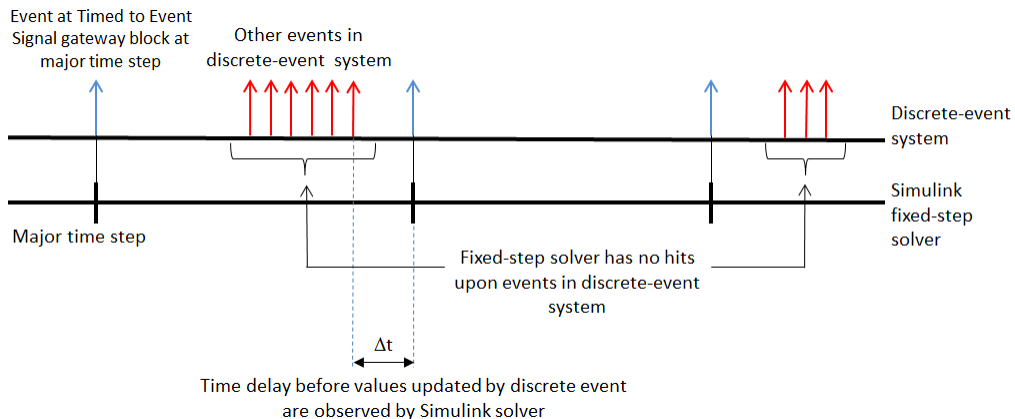 Event at Timed to Event
Signal gateway block at
major time step
Other events in
discrete-event system
Discrete-event
system
Simulink
fixed-step
solver
Major time step
Fixed-step solver has no hits
upon events in discrete-event
system
Δt
Time delay before values updated by discrete event
are observed by Simulink solver